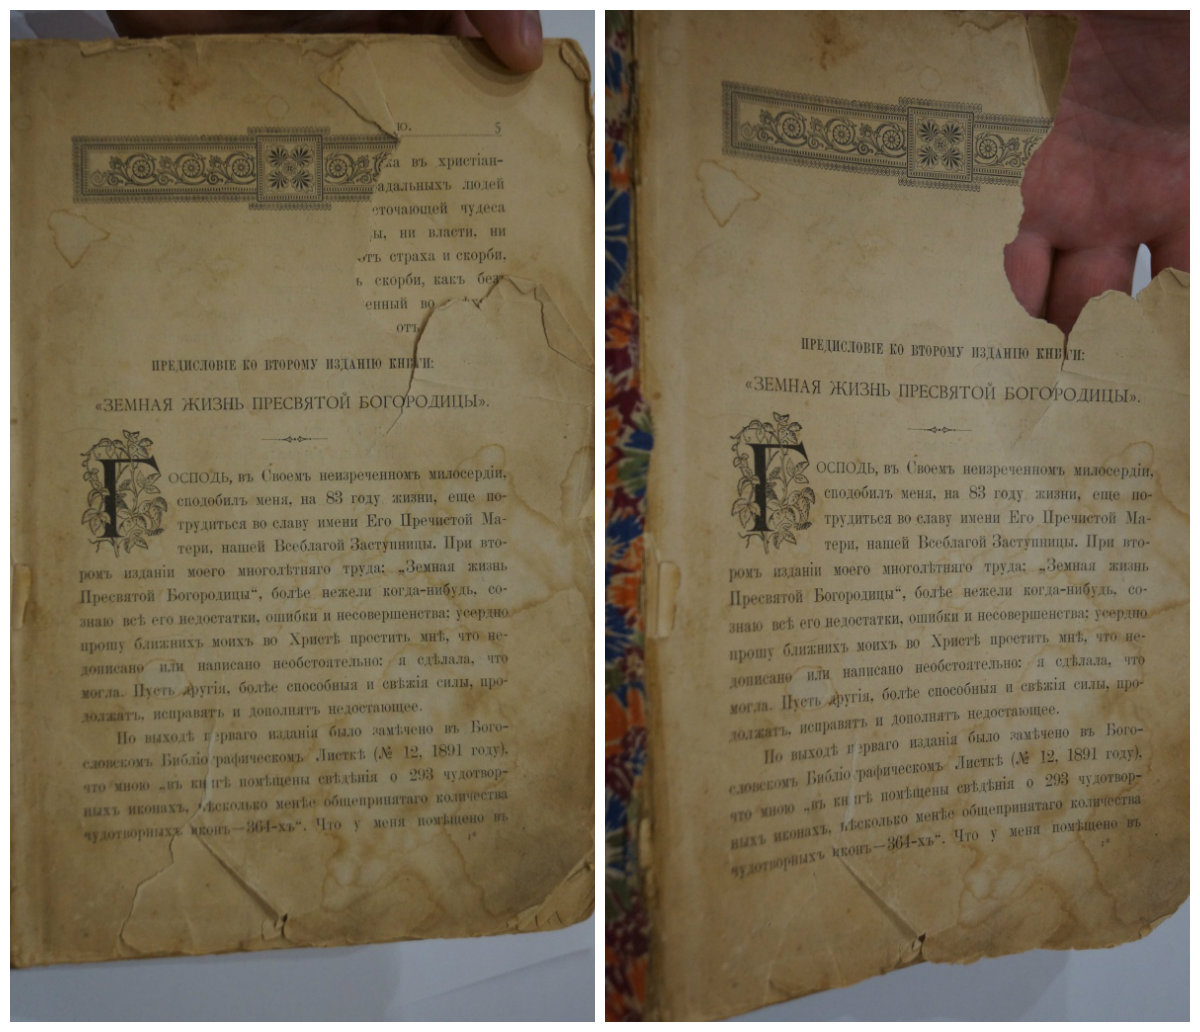 ю. 5
ка въ христіан-
адальныхъ людей
сточающей чудеса
ы, ни власти, ни
отъ страха и скорби,
ь скорби, какъ без
енный во
отъ
ПРЕДИСЛОВІЕ КО ВТОРОМУ ИЗДАНІЮ КНИГИ:
«ЗЕМНАЯ ЖИЗНЬ ПРЕСВЯТОЙ БОГОРОДИЦЫ».
ГОСПОДЬ, въ Своемъ неизреченномъ милосердіи,
сподобилъ меня, на 83 году жизни, еще по-
трудиться во славу имени Его Пречистой Ма-
тери, нашей Всеблагой Заступницы. При вто-
ромъ изданіи моего многолѣтняго труда: „Земная жизнь
Пресвятой Богородицы“, болѣе нежели когда-нибудь, со-
знаю всѣ его недостатки, ошибки и несовершенства; усердно
прошу ближнихъ моихъ во Христѣ простить мнѣ, что не-
дописано или написано необстоятельно: я сдѣлала, что
могла. Пусть другія, болѣе способныя и свѣжія силы, про-
должатъ, исправятъ и дополнятъ недостающее.
По выходѣ перваго изданія было замѣчено въ Бого-
словскомъ Библіографическомъ Листкѣ (№ 12, 1891 году),
что мною „въ книгѣ помѣщены свѣдѣнія о 293 чудотвор-
ныхъ иконахъ, нѣсколько менѣе общепринятаго количества
чудотворныхъ иконъ—364-хъ“. Что у меня помѣщено въ
1*
ПРЕДИСЛОВІЕ КО ВТОРОМУ ИЗДАНІЮ КНИГИ:
«ЗЕМНАЯ ЖИЗНЬ ПРЕСВЯТОЙ БОГОРОДИЦЫ».
ГОСПОДЬ, въ Своемъ неизреченномъ милосердіи,
сподобилъ меня, на 83 году жизни, еще по-
трудиться во славу имени Его Пречистой Ма-
тери, нашей Всеблагой Заступницы. При вто-
ромъ изданіи моего многолѣтняго труда: „Земная жизнь
Пресвятой Богородицы“, болѣе нежели когда-нибудь, со-
знаю всѣ его недостатки, ошибки и несовершенства; усердно
прошу ближнихъ моихъ во Христѣ простить мнѣ, что не-
дописано или написано необстоятельно: я сдѣлала, что
могла. Пусть другія, болѣе способныя и свѣжія силы, про-
должатъ, исправятъ и дополнятъ недостающее.
По выходѣ перваго изданія было замѣчено въ Бого-
словскомъ Библіографическомъ Листкѣ (№ 12, 1891 году),
что мною „въ книгѣ помѣщены свѣдѣнія о 293 чудотвор-
ныхъ иконахъ, нѣсколько менѣе общепринятаго количества
чудотворныхъ иконъ—364-хъ“. Что у меня помѣщено въ
1*